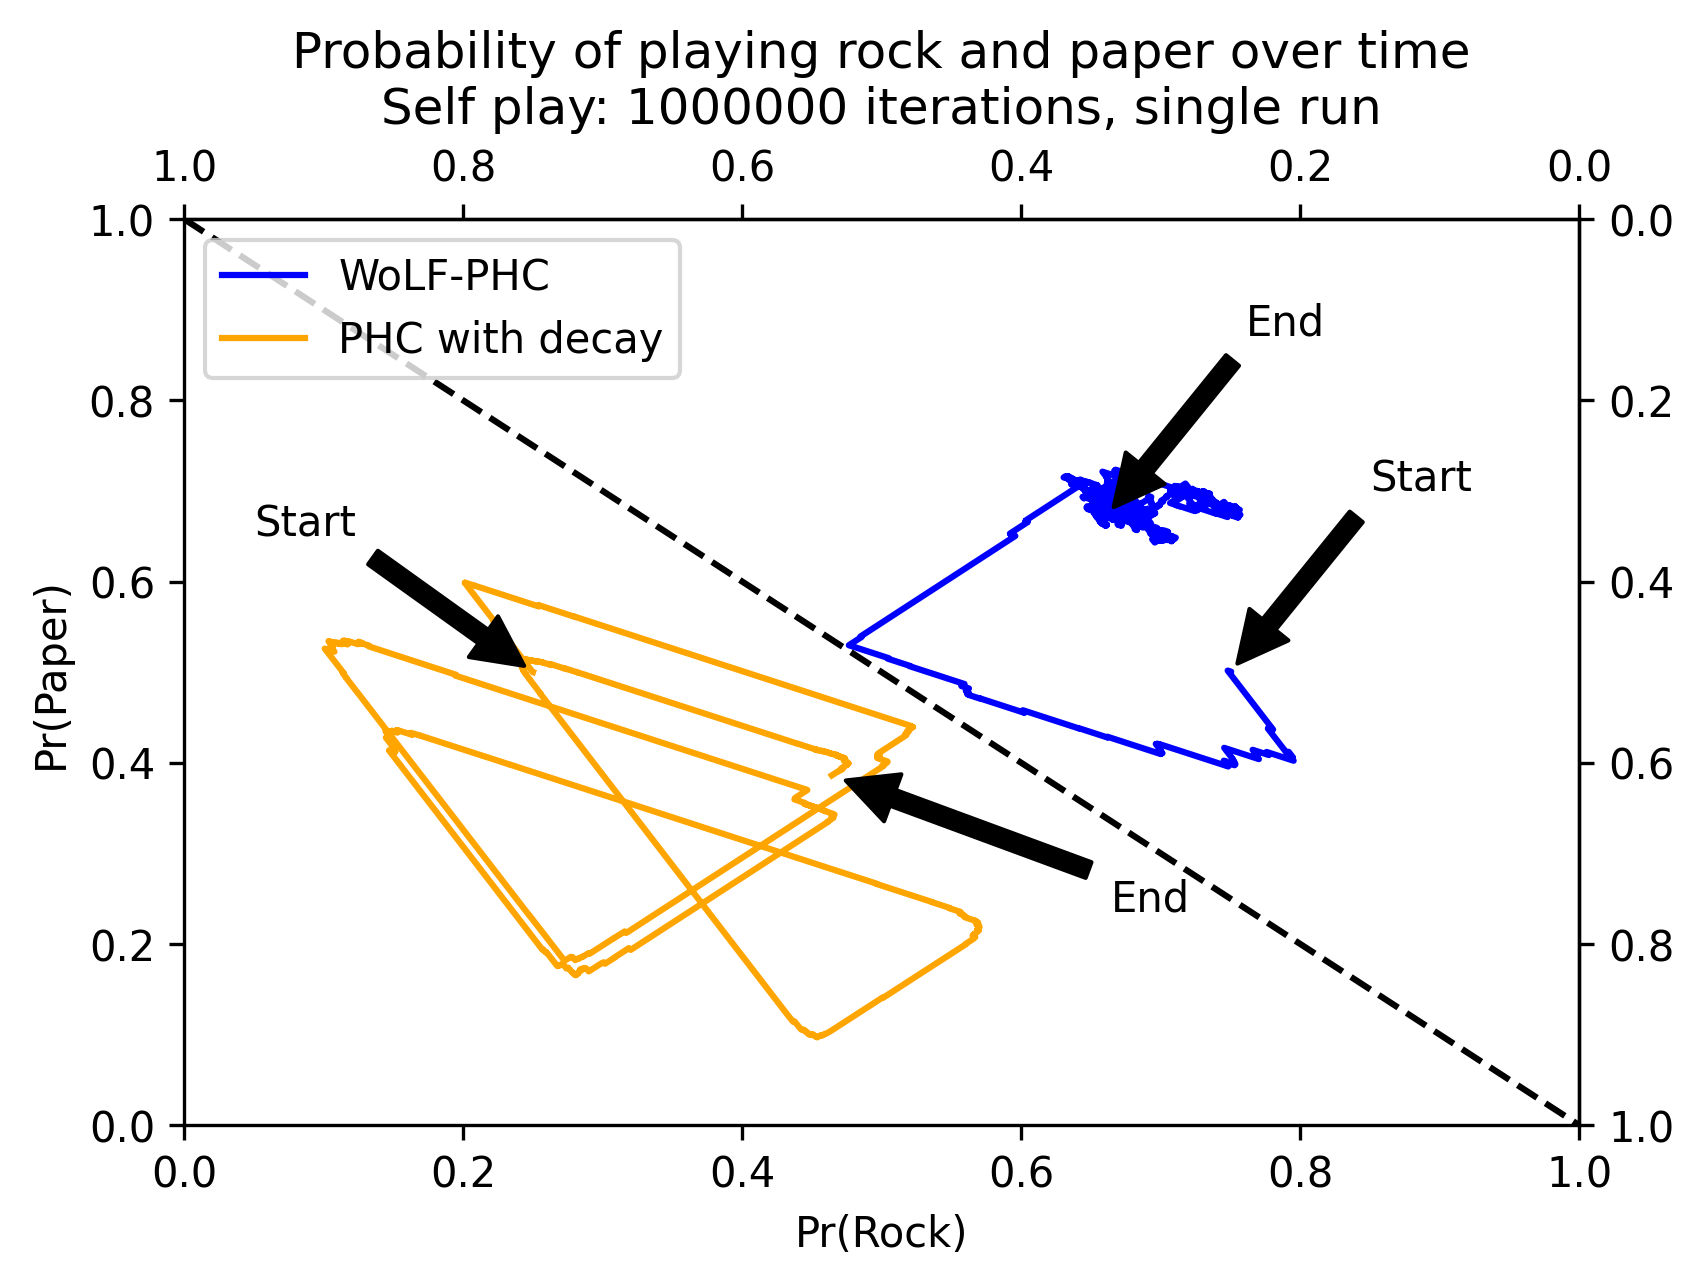 Probability of playing rock and paper over time
Self play: 1000000 iterations, single run
1.0 0.8 0.6 0.4 0.2 0.0
1.0 0.0
WoLF-PHC
PHC with decay
End
0.8 0.2
Start
Start
0.6 0.4
Pr(Paper)
0.4 0.6
End
0.2 0.8
0.0 1.0
0.0 0.2 0.4 0.6 0.8 1.0
Pr(Rock)